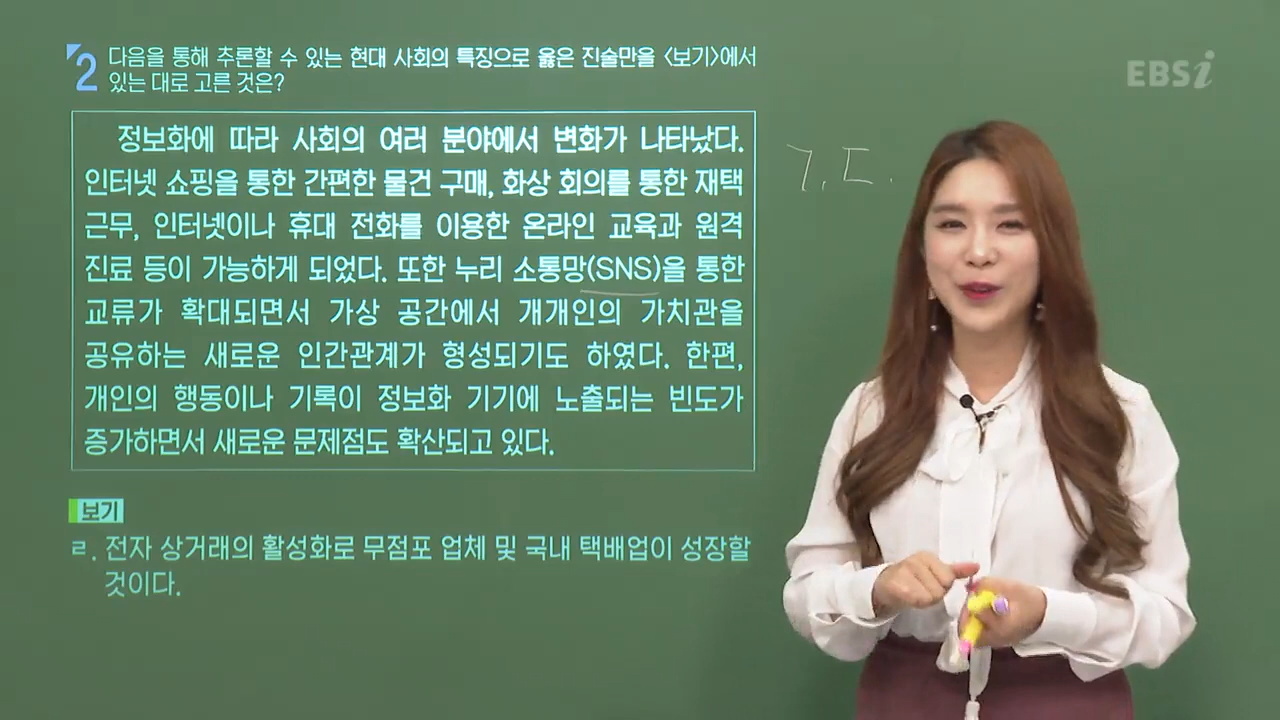 2 다음을 통해 추론할 수 있는 현대 사회의 특징으로 옳은 진술만을 <보기>에서
있는 대로 고른 것은?
EBSi
정보화에 따라 사회의 여러 분야에서 변화가 나타났다.
인터넷 쇼핑을 통한 간편한 물건 구매, 화상 회의를 통한 재택
근무, 인터넷이나 휴대 전화를 이용한 온라인 교육과 원격
진료 등이 가능하게 되었다. 또한 누리 소통망(SNS)을 통한
교류가 확대되면서 가상 공간에서 개개인의 가치관을
공유하는 새로운 인간관계가 형성되기도 하였다. 한편,
개인의 행동이나 기록이 정보화 기기에 노출되는 빈도가
증가하면서 새로운 문제점도 확산되고 있다.
ㄱ, ㄷ.
보기
ㄹ. 전자 상거래의 활성화로 무점포 업체 및 국내 택배업이 성장할
것이다.